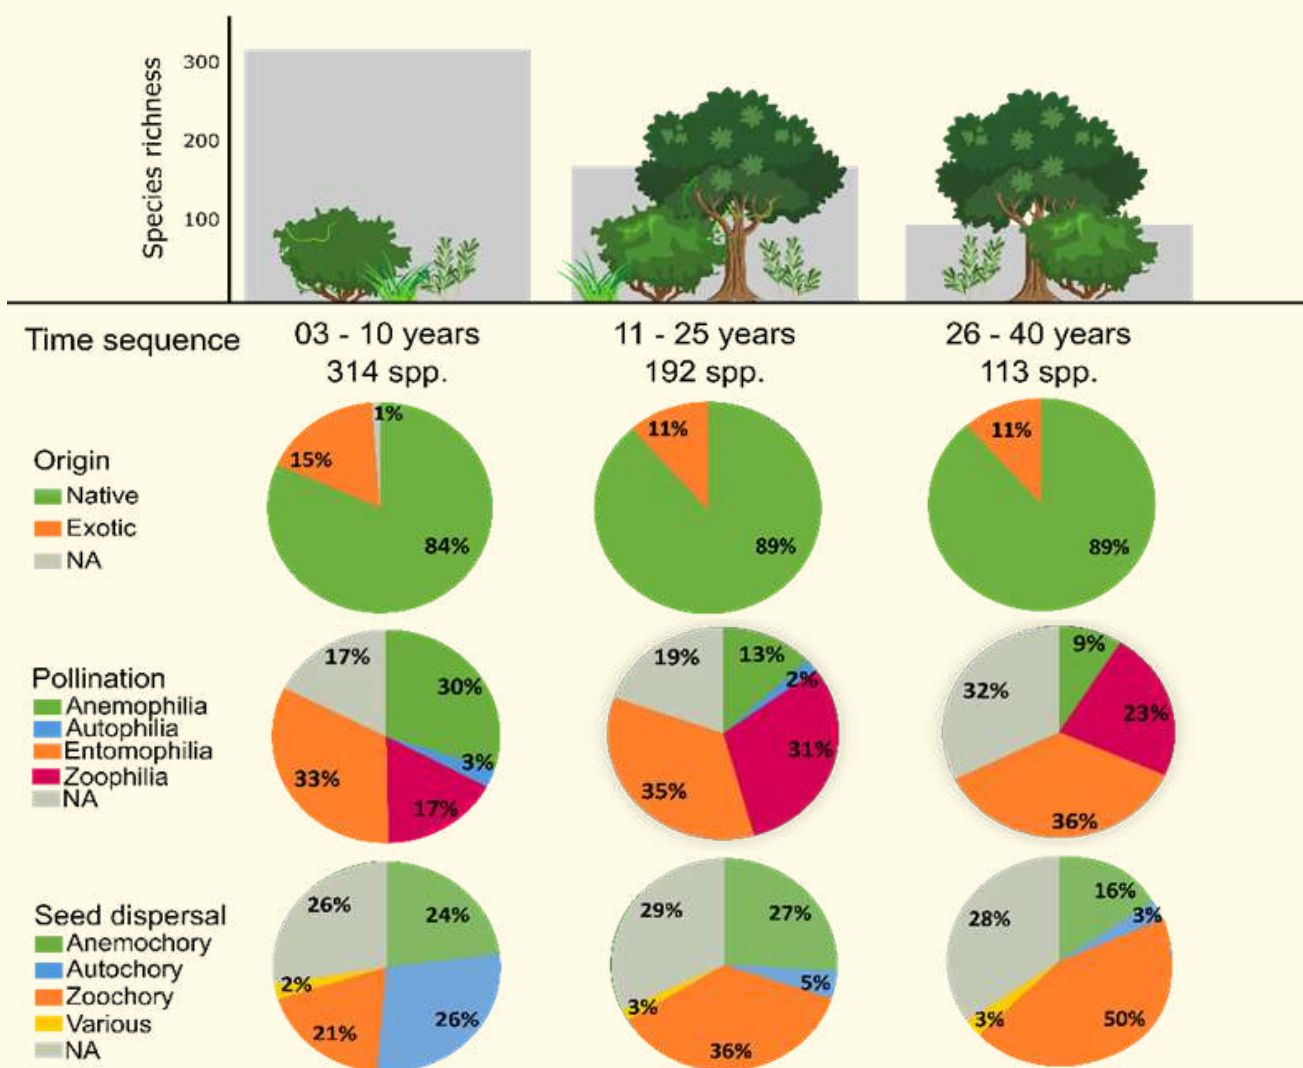 Species richness
300
200
100
Time sequence
03 - 10 years
314 spp.
11 - 25 years
192 spp.
26 - 40 years
113 spp.
Origin
Native
Exotic
NA
1%
15%
84%
11%
89%
11%
89%
Pollination
Anemophilia
Autophilia
Entomophilia
Zoophilia
NA
17%
30%
3%
33%
17%
19%
13%
2%
31%
35%
9%
32%
23%
36%
Seed dispersal
Anemochory
Autochory
Zoochory
Various
NA
26%
24%
2%
21%
26%
29%
27%
5%
3%
36%
16%
3%
28%
3%
50%